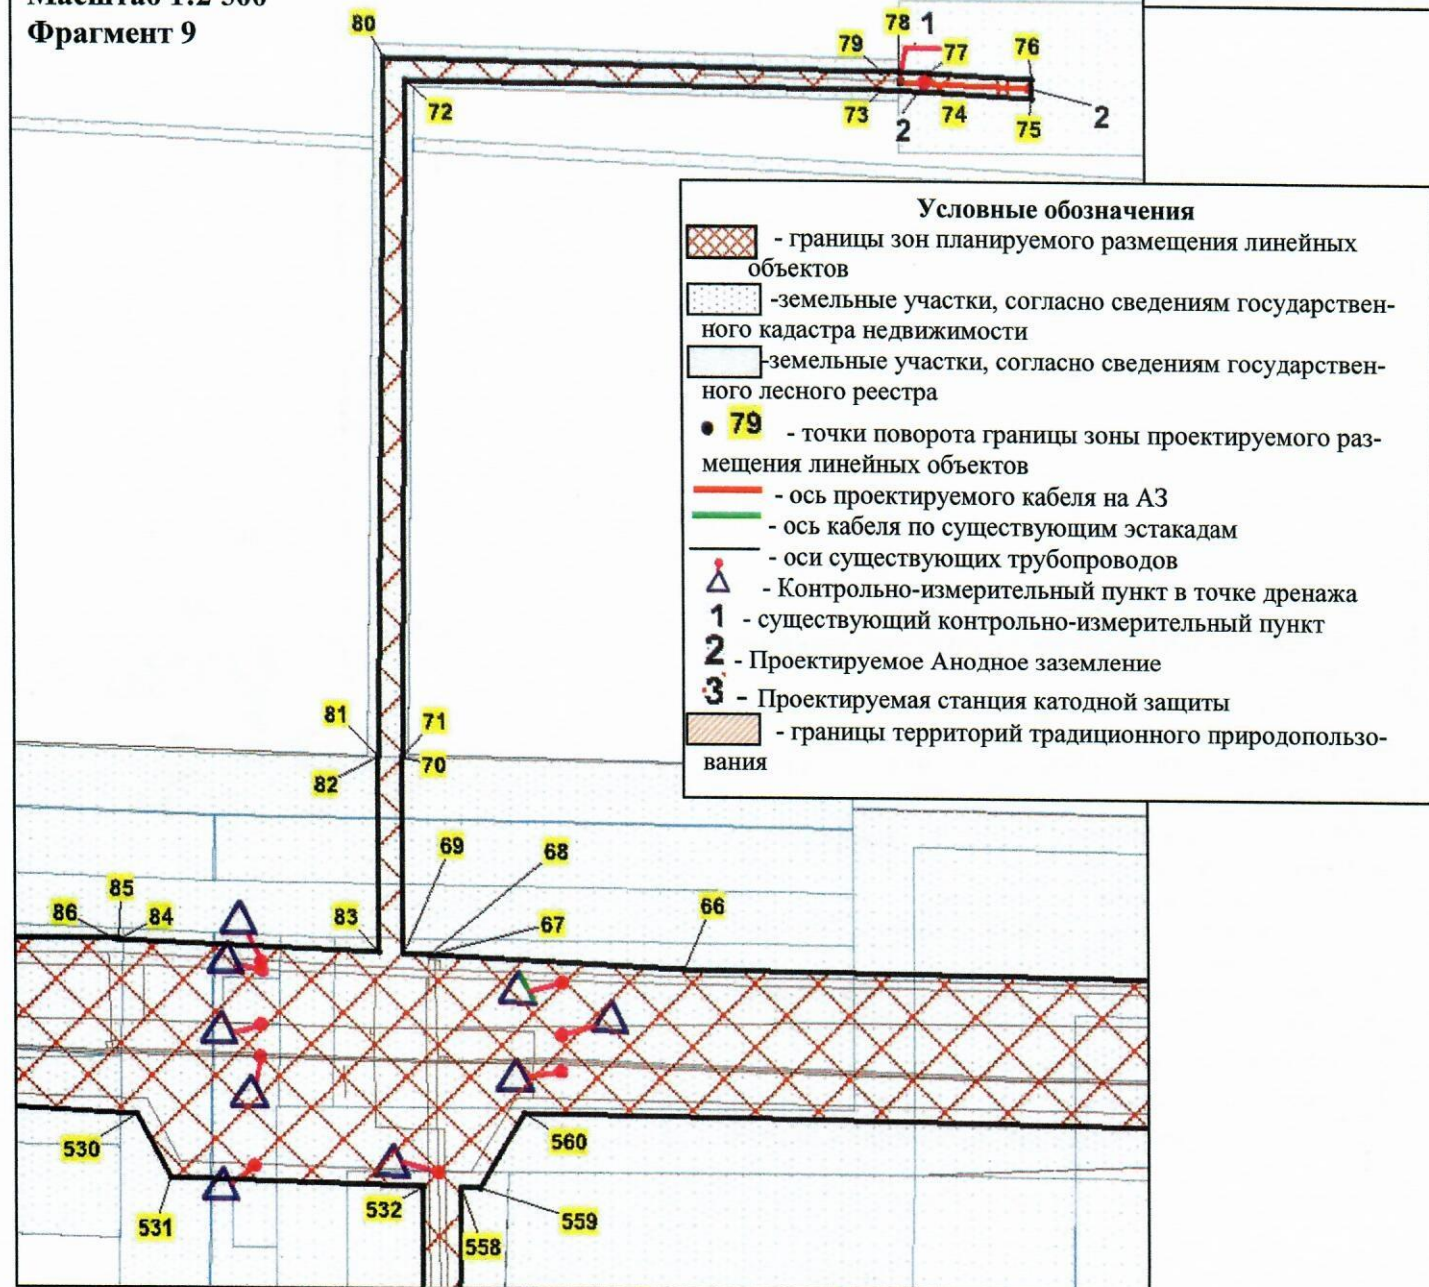 Масштаб 1:2 500
Фрагмент 9
80
78
1
79
77
76
72
73
2
74
75
2
Условные обозначения
- границы зон планируемого размещения линейных
объектов
-земельные участки, согласно сведениям государствен-
ного кадастра недвижимости
-земельные участки, согласно сведениям государствен-
ного лесного реестра
79 - точки поворота границы зоны проектируемого раз-
мещения линейных объектов
- ось проектируемого кабеля на АЗ
- ось кабеля по существующим эстакадам
- оси существующих трубопроводов
- Контрольно-измерительный пункт в точке дренажа
1 - существующий контрольно-измерительный пункт
2 - Проектируемое Анодное заземление
3 - Проектируемая станция катодной защиты
- границы территорий традиционного природопользо-
вания
81
71
82
70
69
68
85
86
84
83
67
66
530
560
531
532
559
558